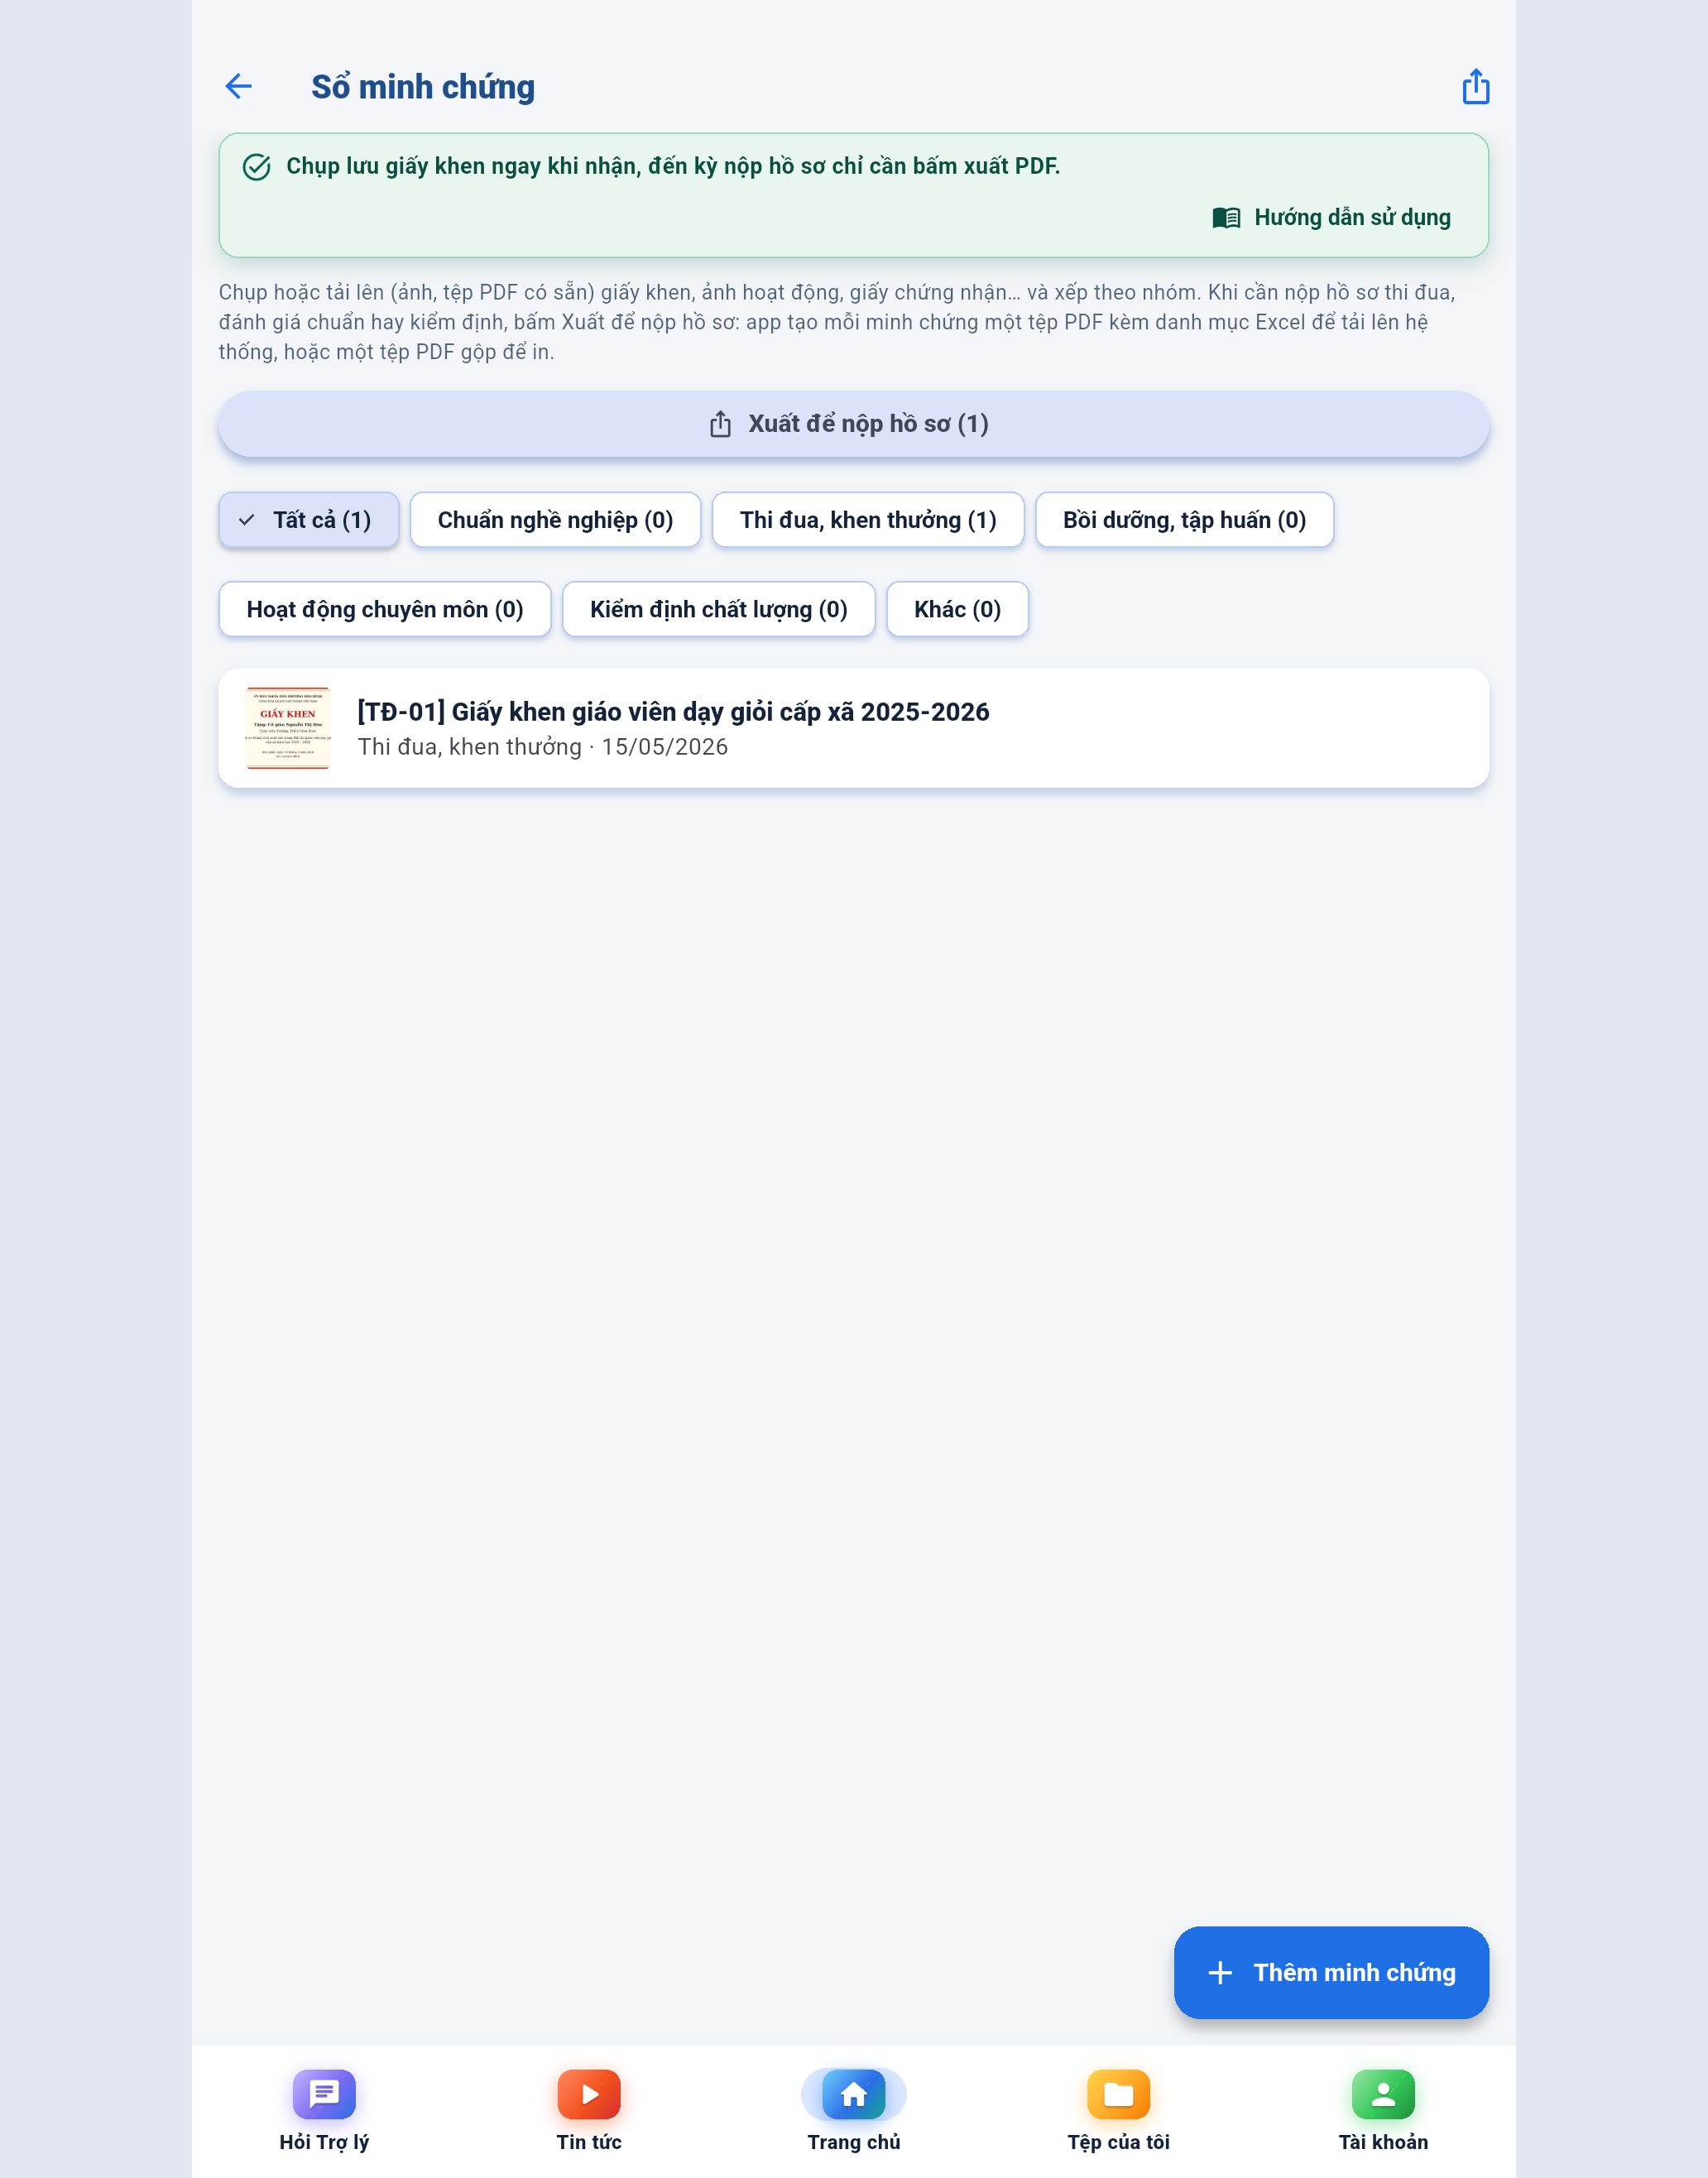 Sổ minh chứng
Chụp lưu giấy khen ngay khi nhận, đến kỳ nộp hồ sơ chỉ cần bấm xuất PDF.
Hướng dẫn sử dụng
Chụp hoặc tải lên (ảnh, tệp PDF có sẵn) giấy khen, ảnh hoạt động, giấy chứng nhận… và xếp theo nhóm. Khi cần nộp hồ sơ thi đua,
đánh giá chuẩn hay kiểm định, bấm Xuất để nộp hồ sơ: app tạo mỗi minh chứng một tệp PDF kèm danh mục Excel để tải lên hệ
thống, hoặc một tệp PDF gộp để in.
Xuất để nộp hồ sơ (1)
Tất cả (1)
Chuẩn nghề nghiệp (0)
Thi đua, khen thưởng (1)
Bồi dưỡng, tập huấn (0)
Hoạt động chuyên môn (0)
Kiểm định chất lượng (0)
Khác (0)
GIẤY KHEN
[TĐ-01] Giấy khen giáo viên dạy giỏi cấp xã 2025-2026
Thi đua, khen thưởng · 15/05/2026
Thêm minh chứng
Hỏi Trợ lý
Tin tức
Trang chủ
Tệp của tôi
Tài khoản